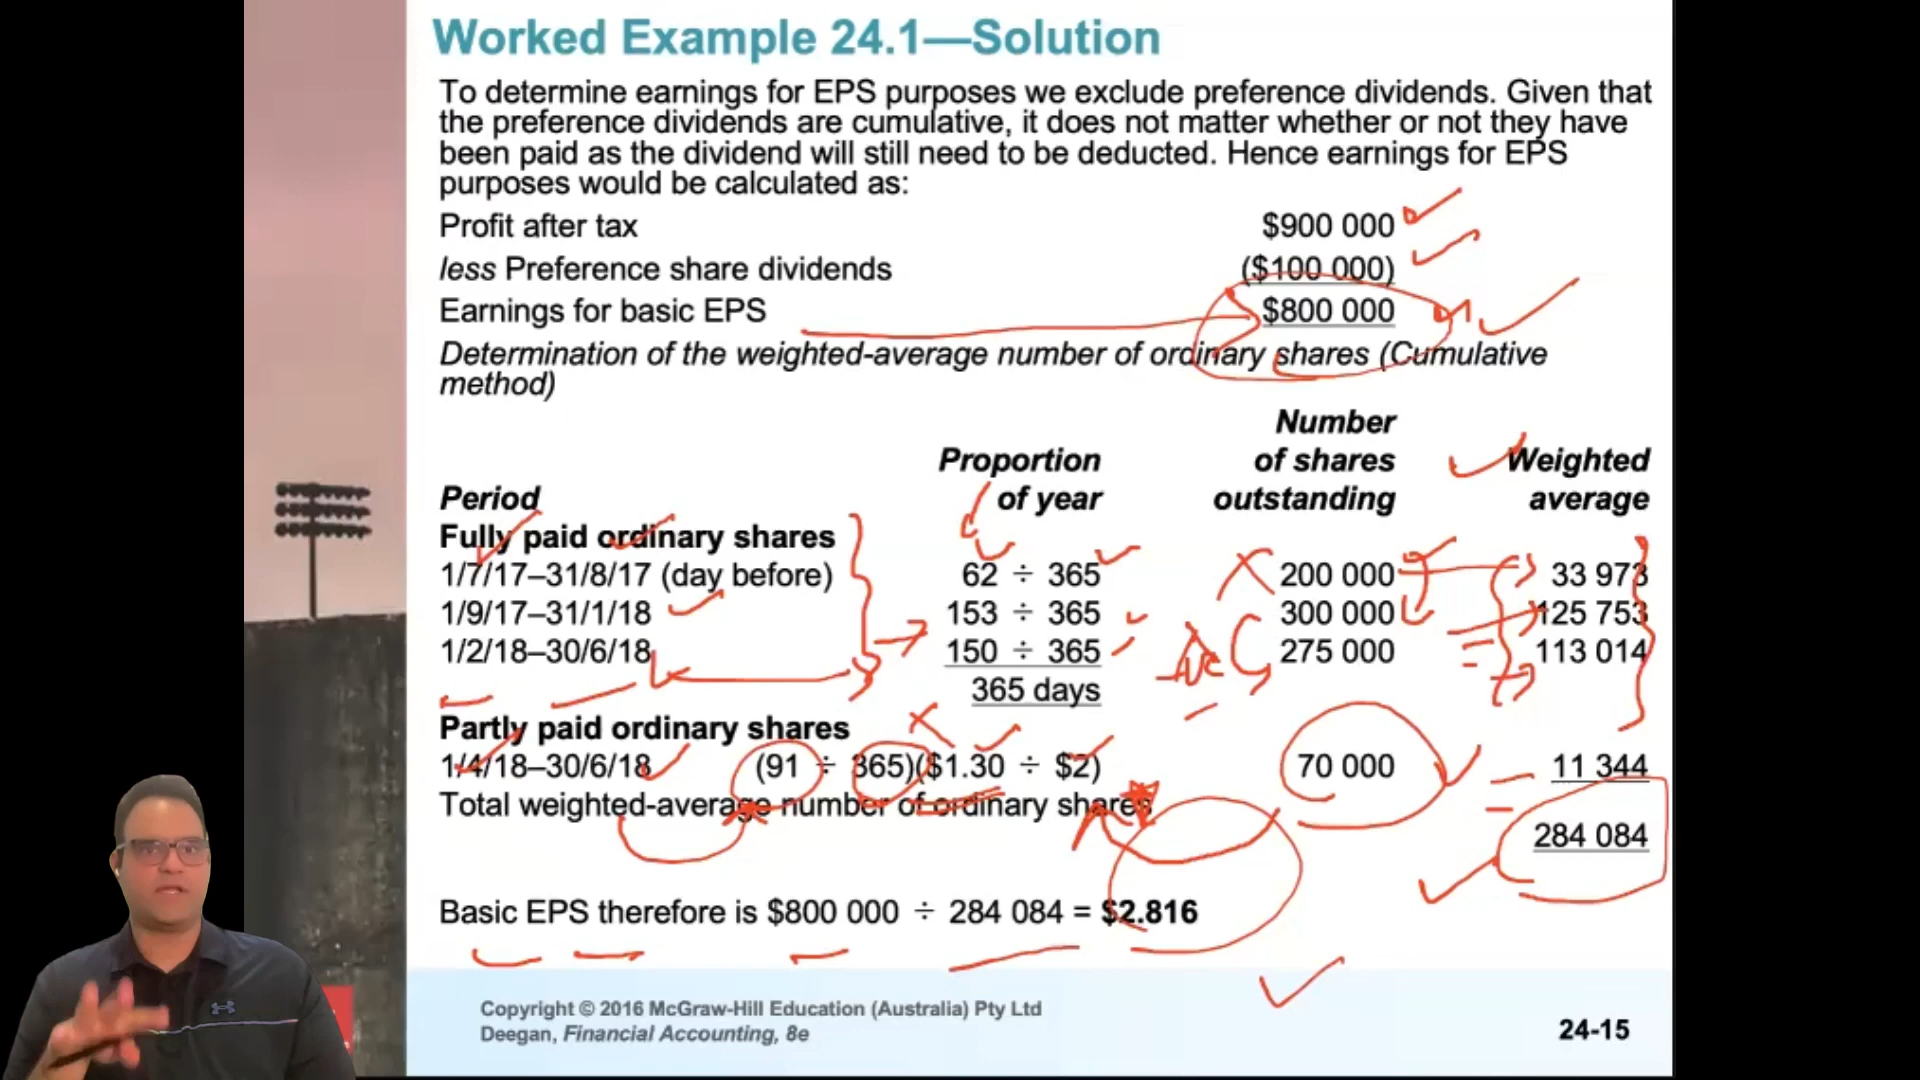 Worked Example 24.1—Solution
To determine earnings for EPS purposes we exclude preference dividends. Given that
the preference dividends are cumulative, it does not matter whether or not they have
been paid as the dividend will still need to be deducted. Hence earnings for EPS
purposes would be calculated as:
Profit after tax $900 000
less Preference share dividends ($100 000)
Earnings for basic EPS $800 000
Determination of the weighted-average number of ordinary shares (Cumulative
method)
Number
Proportion of shares Weighted
Period of year outstanding average
Fully paid ordinary shares
1/7/17–31/8/17 (day before) 62 ÷ 365 200 000 33 973
1/9/17–31/1/18 153 ÷ 365 300 000 125 753
1/2/18–30/6/18 150 ÷ 365 275 000 113 014
365 days
Partly paid ordinary shares
1/4/18–30/6/18 (91 ÷ 365)($1.30 ÷ $2) 70 000 11 344
Total weighted-average number of ordinary shares
284 084
Basic EPS therefore is $800 000 ÷ 284 084 = $2.816
Copyright © 2016 McGraw-Hill Education (Australia) Pty Ltd
Deegan, Financial Accounting, 8e
24-15